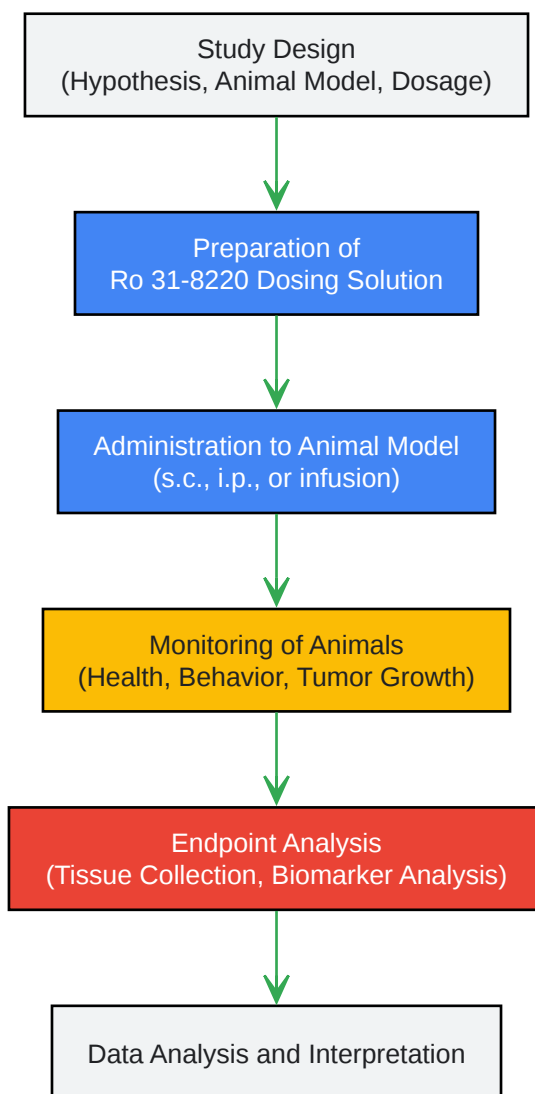 Study Design
(Hypothesis, Animal Model, Dosage)
Preparation of
Ro 31-8220 Dosing Solution
Administration to Animal Model
(s.c., i.p., or infusion)
Monitoring of Animals
(Health, Behavior, Tumor Growth)
Endpoint Analysis
(Tissue Collection, Biomarker Analysis)
Data Analysis and Interpretation